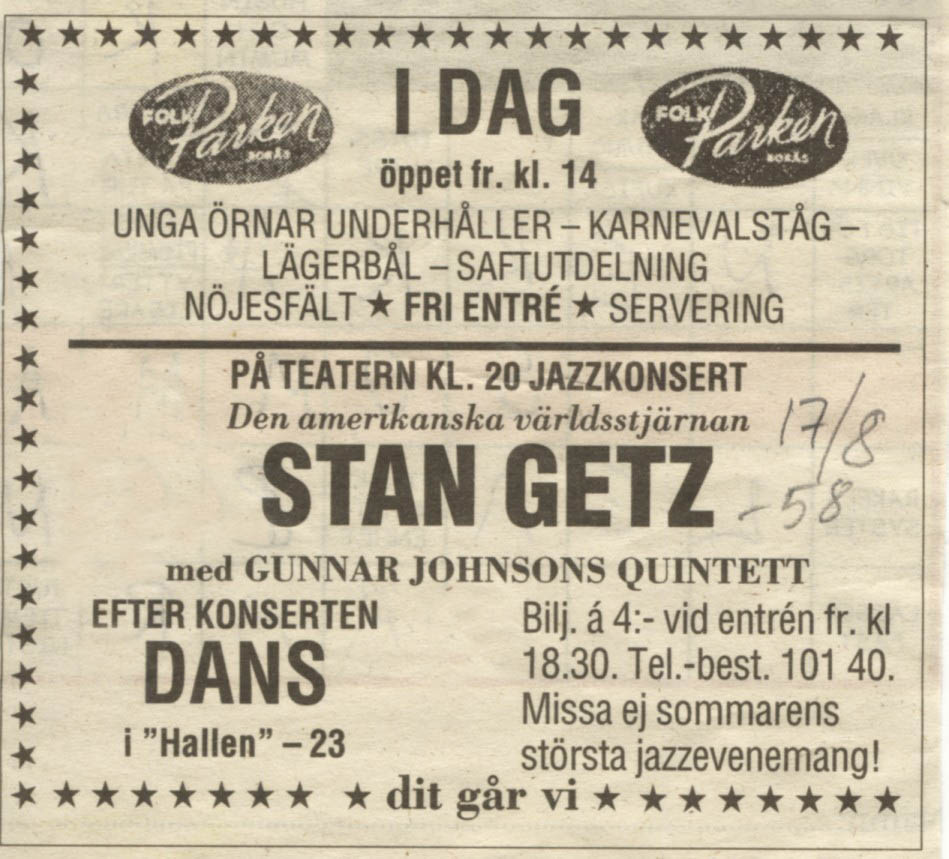 FOLK Parken BORÅS
I DAG
FOLK Parken BORÅS
öppet fr. kl. 14
UNGA ÖRNAR UNDERHÅLLER – KARNEVALSTÅG –
LÄGERBÅL – SAFTUTDELNING
NÖJESFÄLT ★ FRI ENTRÉ ★ SERVERING
PÅ TEATERN KL. 20 JAZZKONSERT
Den amerikanska världsstjärnan
STAN GETZ
17/8
-58
med GUNNAR JOHNSONS QUINTETT
EFTER KONSERTEN
DANS
i ”Hallen” – 23
Bilj. á 4:- vid entrén fr. kl
18.30. Tel.-best. 101 40.
Missa ej sommarens
största jazzevenemang!
dit går vi